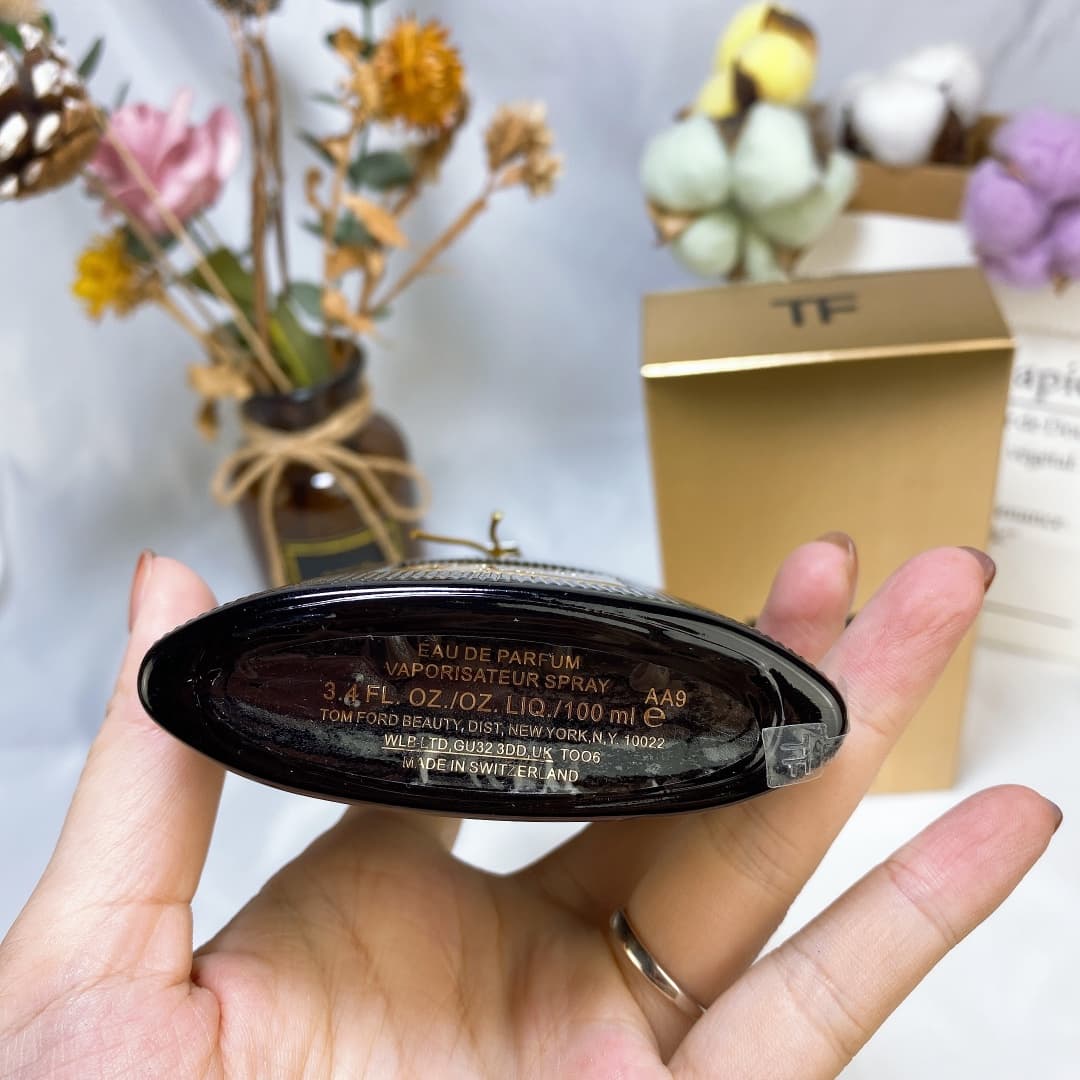 TF
EAU DE PARFUM
VAPORISATEUR SPRAY AA9
3.4 FL. OZ./OZ. LIQ./100 ml ℮
TOM FORD BEAUTY, DIST, NEW YORK,N.Y. 10022
WLP-LTD,GU32 3DD,UK TO06
MADE IN SWITZERLAND